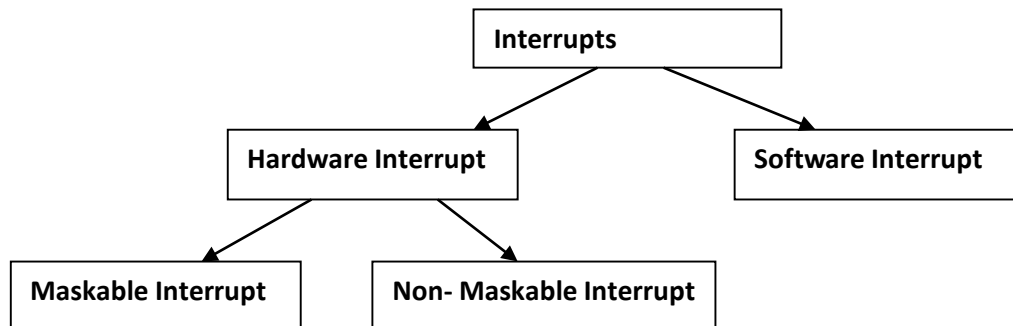 Interrupts
Hardware Interrupt
Software Interrupt
Maskable Interrupt
Non- Maskable Interrupt